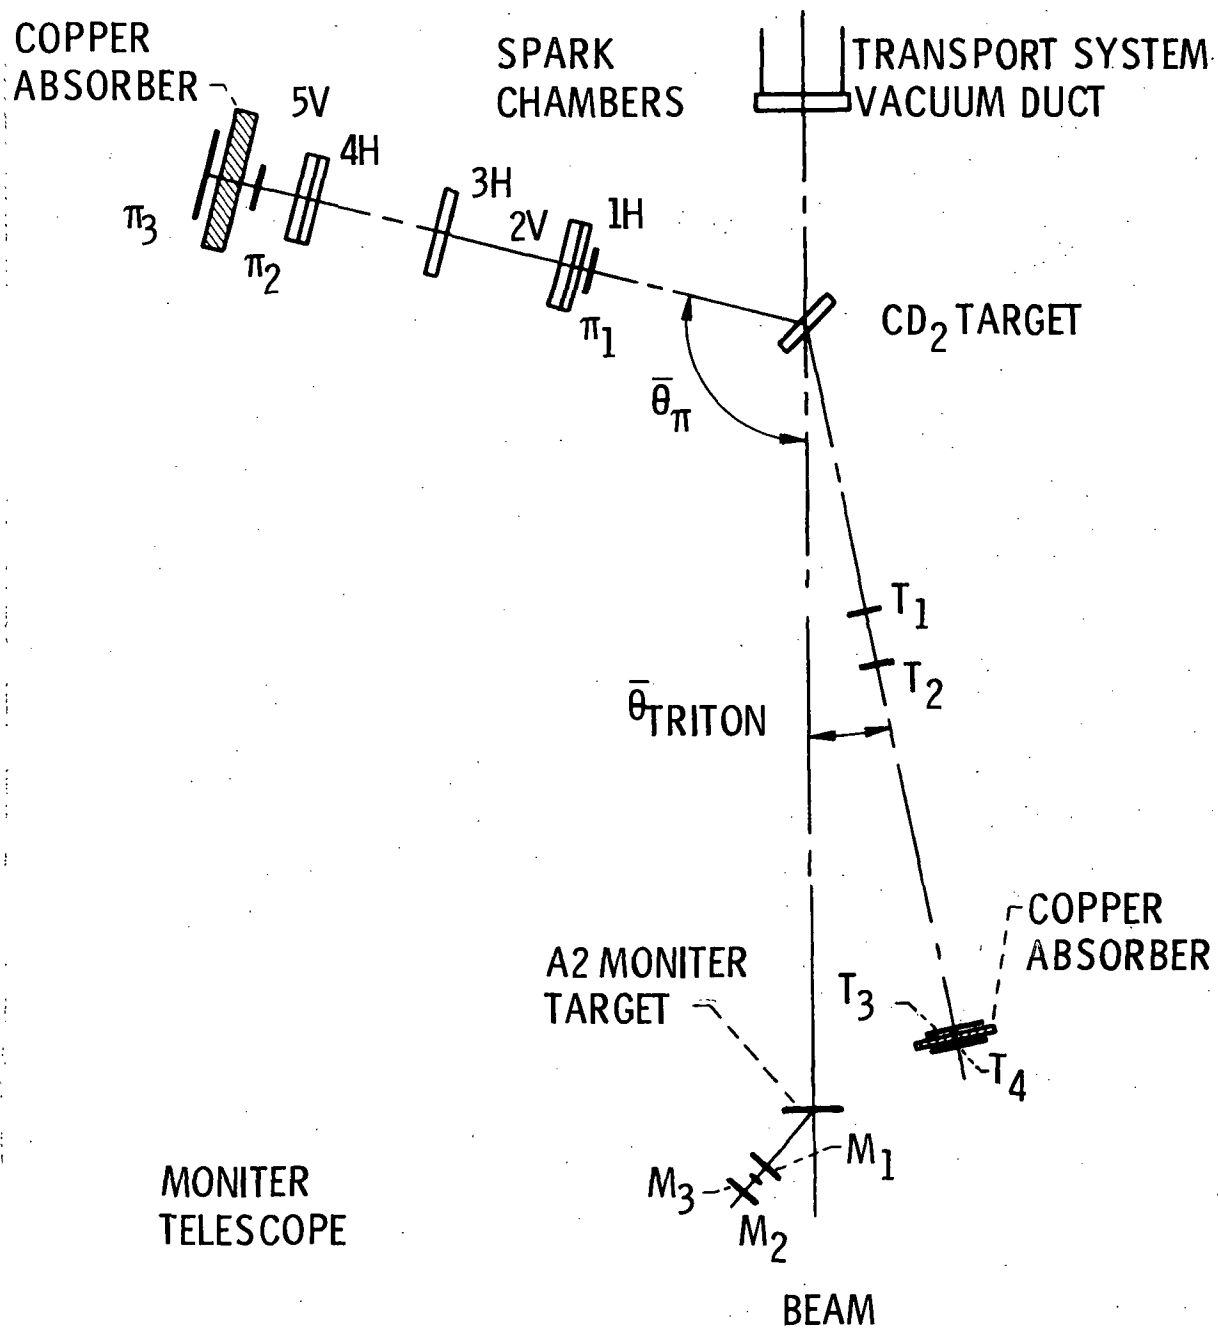 COPPER
ABSORBER
SPARK
CHAMBERS
TRANSPORT SYSTEM
VACUUM DUCT
5V
4H
3H
2V
1H
π3
π2
π1
CD2 TARGET
θ̅π
T1
T2
θ̅TRITON
COPPER
ABSORBER
A2 MONITER
TARGET
T3
T4
M1
M3
M2
MONITER
TELESCOPE
BEAM